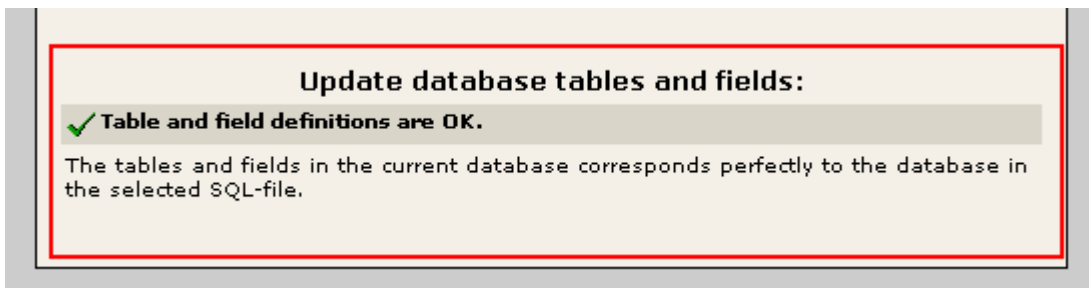 Update database tables and fields:
Table and field definitions are OK.
The tables and fields in the current database corresponds perfectly to the database in
the selected SQL-file.